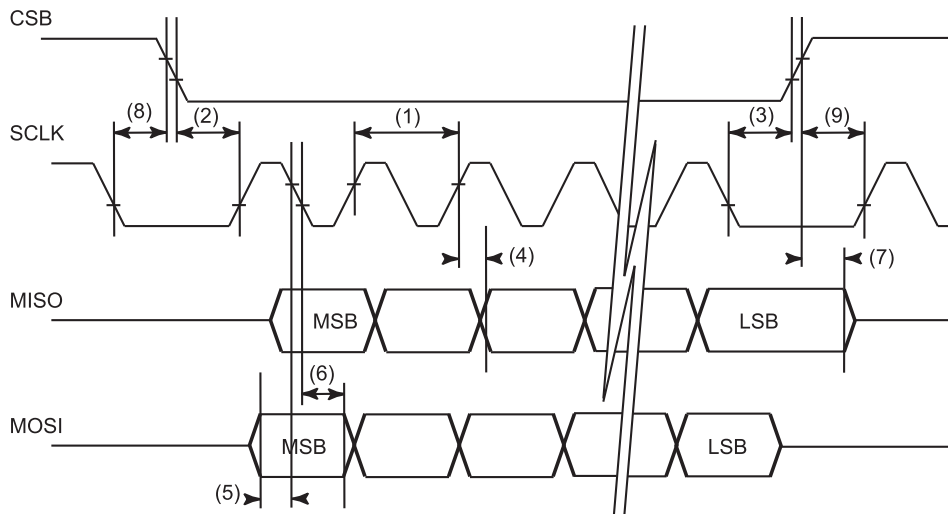 CSB
(8)
(2)
(1)
(3)
(9)
SCLK
(4)
(7)
MISO
MSB
LSB
(6)
MOSI
MSB
LSB
(5)